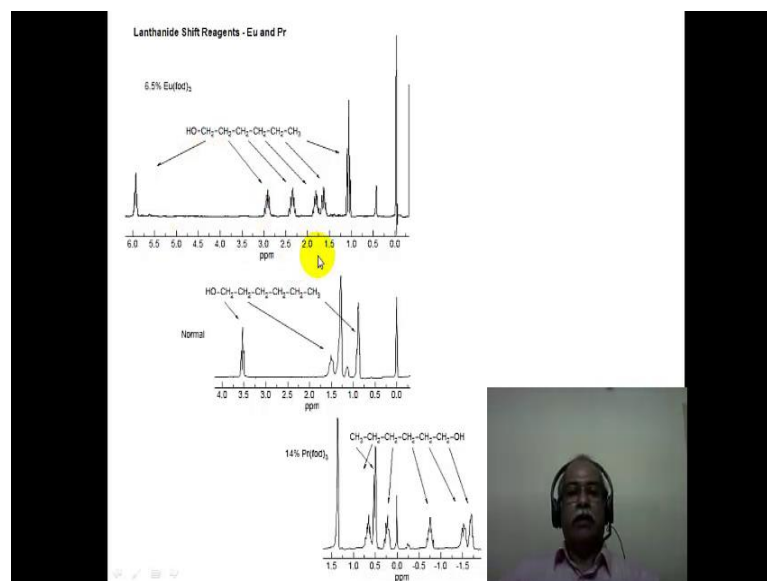 Lanthanide Shift Reagents - Eu and Pr
6.5% Eu(fod)3
HO-CH2-CH2-CH2-CH2-CH2-CH3
6.0 5.5 5.0 4.5 4.0 3.5 3.0 2.5 2.0 1.5 1.0 0.5 0.0
ppm
HO-CH2-CH2-CH2-CH2-CH2-CH3
Normal
4.0 3.5 3.0 2.5 2.0 1.5 1.0 0.5 0.0
ppm
CH3-CH2-CH2-CH2-CH2-CH2-OH
14% Pr(fod)3
1.5 1.0 0.5 0.0 -0.5 -1.0 -1.5
ppm